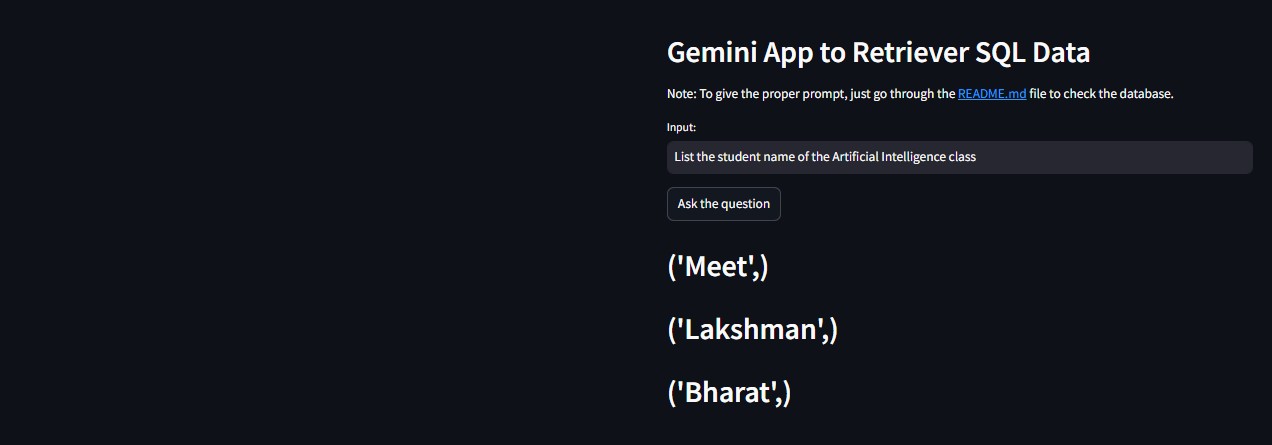 Gemini App to Retriever SQL Data
Note: To give the proper prompt, just go through the README.md file to check the database.
Input:
List the student name of the Artificial Intelligence class
Ask the question
('Meet',)
('Lakshman',)
('Bharat',)